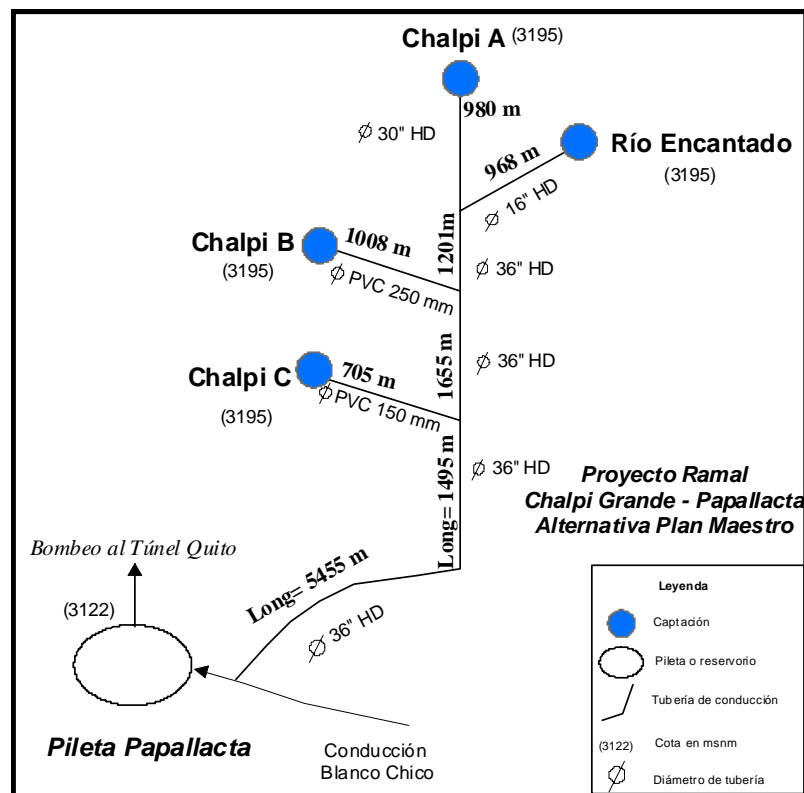 Chalpi A (3195)
980 m
⌀ 30" HD
968 m
Río Encantado
(3195)
⌀ 16" HD
Chalpi B
(3195)
1008 m
⌀ PVC 250 mm
1201m
⌀ 36" HD
1655 m
⌀ 36" HD
Chalpi C
(3195)
705 m
⌀ PVC 150 mm
Long= 1495 m
⌀ 36" HD
Proyecto Ramal
Chalpi Grande - Papallacta
Alternativa Plan Maestro
Bombeo al Túnel Quito
(3122)
Long= 5455 m
⌀ 36" HD
Pileta Papallacta
Conducción
Blanco Chico
Leyenda
Captación
Pileta o reservorio
Tubería de conducción
(3122) Cota en msnm
⌀ Diámetro de tubería